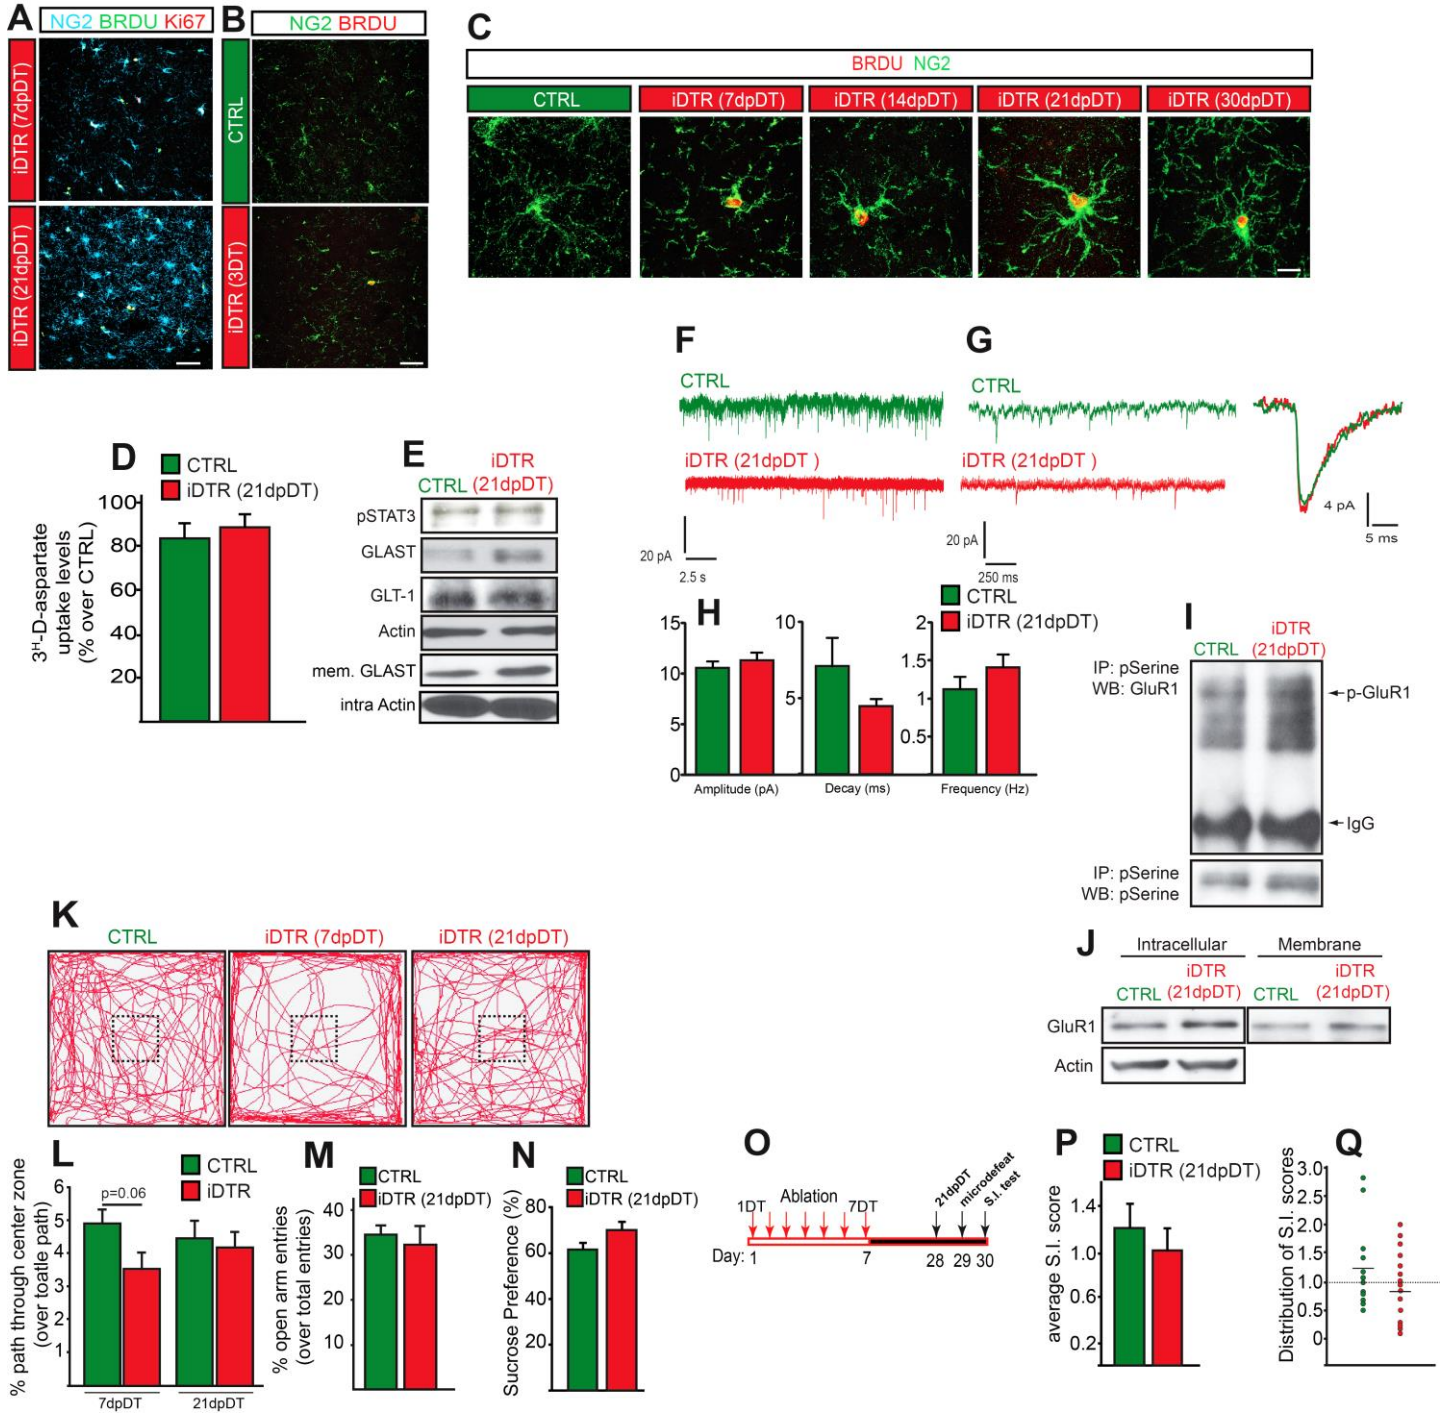 A
NG2 BRDU Ki67
iDTR (7dpDT)
iDTR (21dpDT)
B
NG2 BRDU
CTRL
iDTR (3DT)
C
BRDU NG2
CTRL
iDTR (7dpDT)
iDTR (14dpDT)
iDTR (21dpDT)
iDTR (30dpDT)
D
CTRL
iDTR (21dpDT)
3ᴴ-D-aspartate
uptake levels
(% over CTRL)
100
80
60
40
20
E
CTRL
iDTR
(21dpDT)
pSTAT3
GLAST
GLT-1
Actin
mem. GLAST
intra Actin
F
CTRL
iDTR (21dpDT )
20 pA
2.5 s
G
CTRL
iDTR (21dpDT )
20 pA
250 ms
4 pA
5 ms
H
CTRL
iDTR (21dpDT)
15
10
5
0
Amplitude (pA)
10
5
Decay (ms)
2
1.5
1
0.5
Frequency (Hz)
I
CTRL
iDTR
(21dpDT)
IP: pSerine
WB: GluR1
p-GluR1
IgG
IP: pSerine
WB: pSerine
J
Intracellular
Membrane
CTRL
iDTR
(21dpDT)
CTRL
iDTR
(21dpDT)
GluR1
Actin
K
CTRL
iDTR (7dpDT)
iDTR (21dpDT)
L
CTRL
iDTR
% path through center zone
(over toatle path)
6
5
4
3
2
1
p=0.06
7dpDT
21dpDT
M
CTRL
iDTR (21dpDT)
% open arm entries
(over total entries)
40
30
20
10
N
CTRL
iDTR (21dpDT)
Sucrose Preference (%)
80
60
40
20
O
Ablation
1DT
7DT
21dpDT
microdefeat
S.I. test
Day: 1
7
28
29
30
P
CTRL
iDTR (21dpDT)
average S.I. score
1.4
1.0
0.6
0.2
Q
Distribution of S.I. scores
3.0
2.5
2.0
1.5
1.0
0.5
0